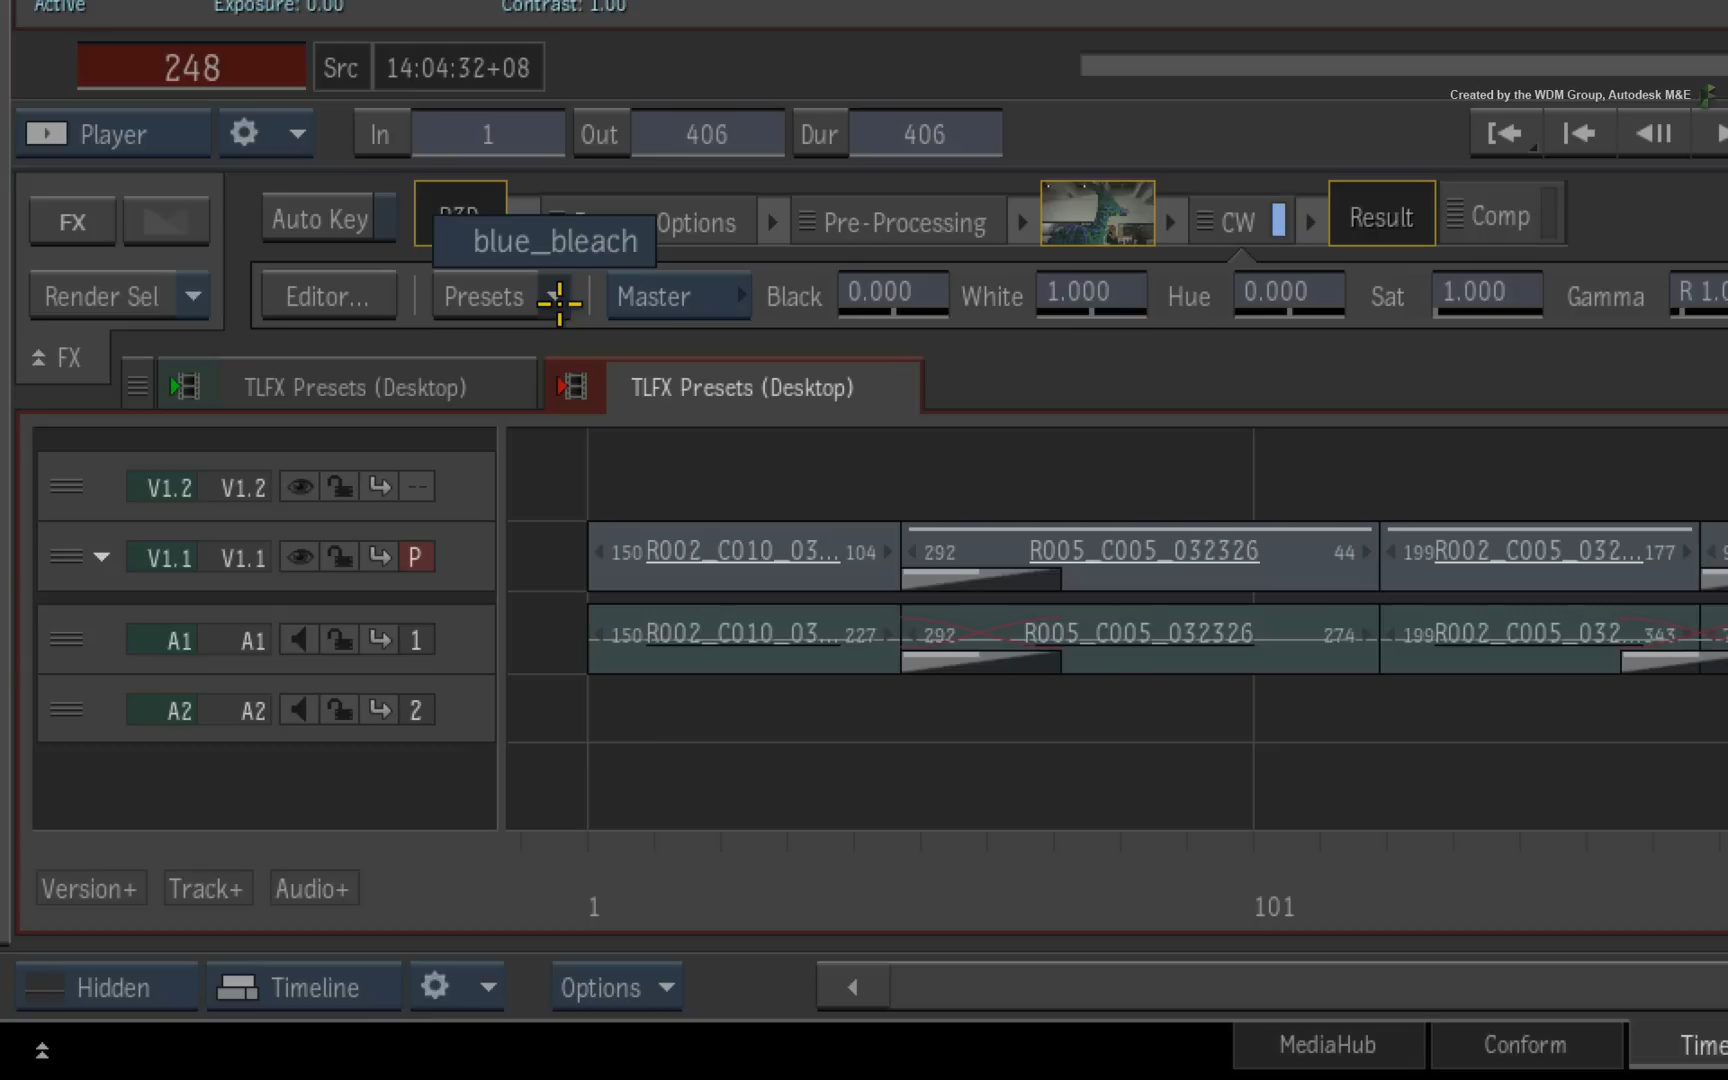 Active Exposure: 0.00 Contrast: 1.00
248 Src 14:04:32+08
Created by the WDM Group, Autodesk M&E
Player In 1 Out 406 Dur 406
FX Auto Key Options Pre-Processing CW Result Comp
blue_bleach
Render Sel Editor... Presets Master Black 0.000 White 1.000 Hue 0.000 Sat 1.000 Gamma R 1.0
FX TLFX Presets (Desktop) TLFX Presets (Desktop)
V1.2 V1.2 --
V1.1 V1.1 P 150 R002_C010_03... 104 292 R005_C005_032326 44 199 R002_C005_032... 177
A1 A1 1 150 R002_C010_03... 227 292 R005_C005_032326 274 199 R002_C005_032... 343
A2 A2 2
Version+ Track+ Audio+ 1 101
Hidden Timeline Options
MediaHub Conform Time